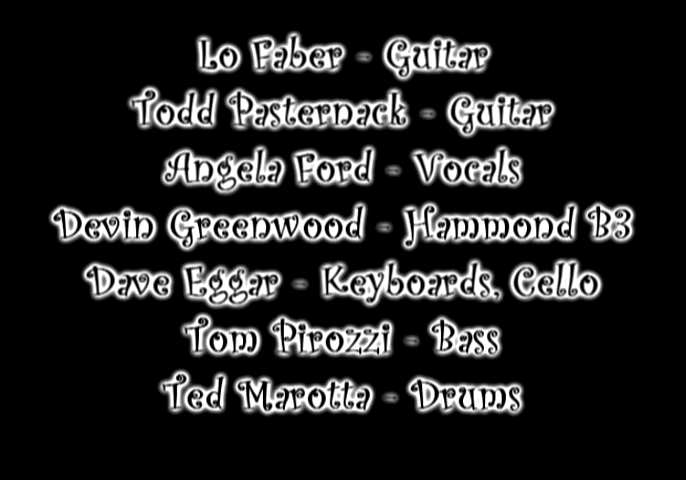 Lo Faber - Guitar
Todd Pasternack - Guitar
Angela Ford - Vocals
Devin Greenwood - Hammond B3
Dave Eggar - Keyboards, Cello
Tom Pirozzi - Bass
Ted Marotta - Drums